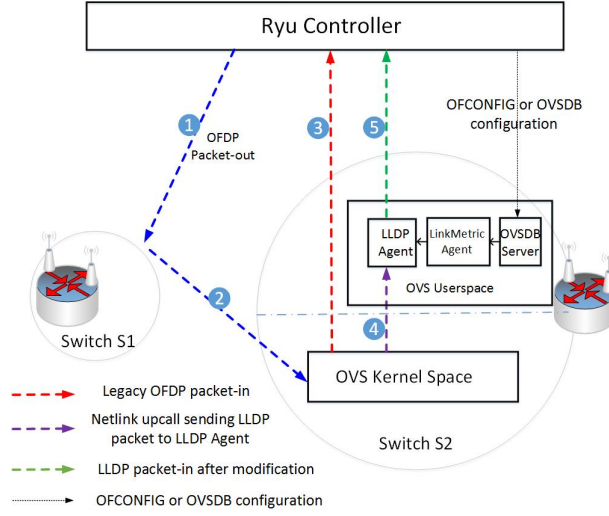 Ryu Controller
1
OFDP
Packet-out
3
5
OFCONFIG or OVSDB
configuration
LLDP
Agent
LinkMetric
Agent
OVSDB
Server
OVS Userspace
2
Switch S1
4
OVS Kernel Space
Switch S2
Legacy OFDP packet-in
Netlink upcall sending LLDP
packet to LLDP Agent
LLDP packet-in after modification
OFCONFIG or OVSDB configuration